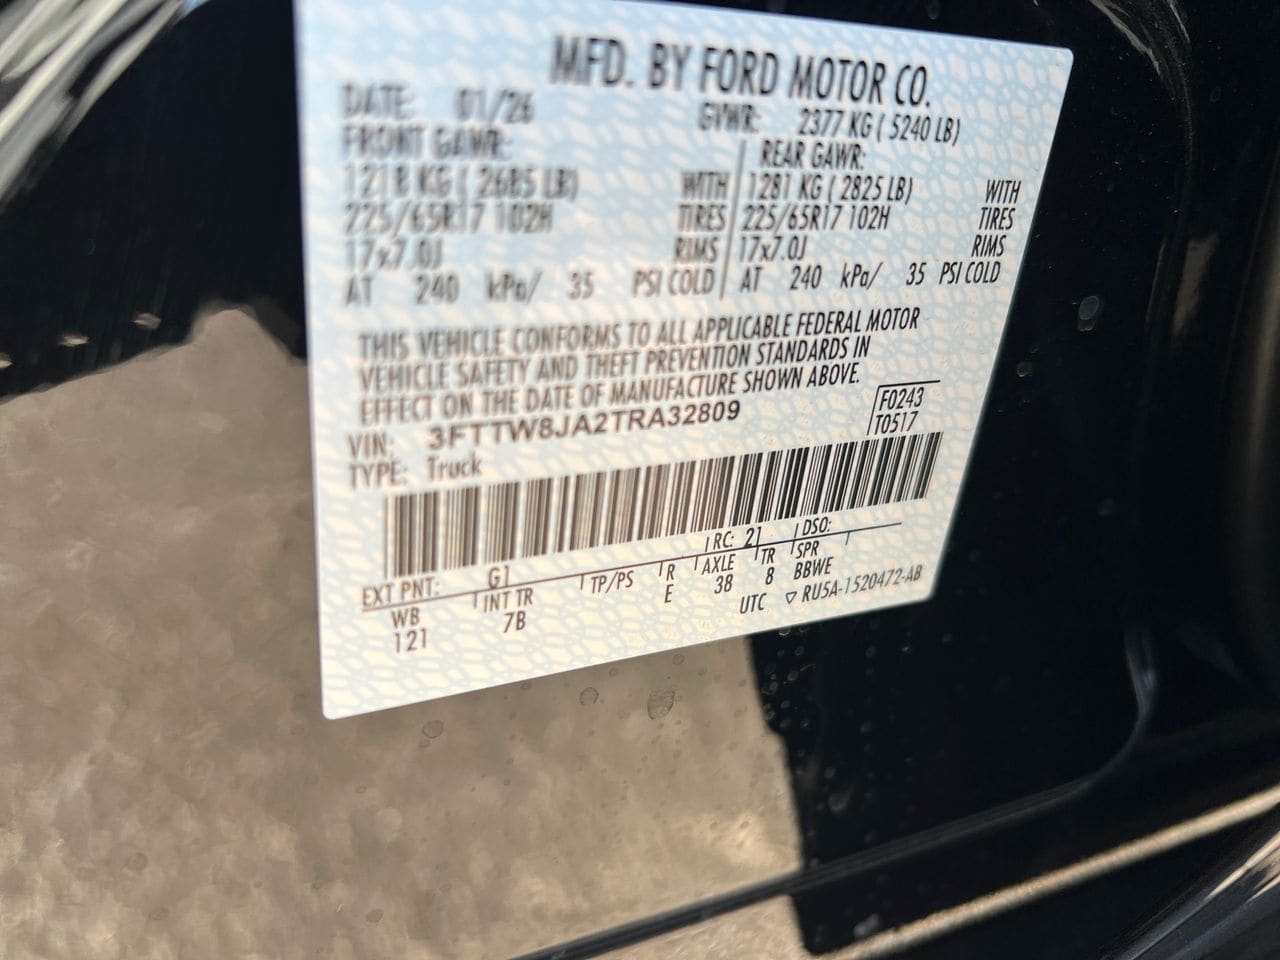 MFD. BY FORD MOTOR CO.
DATE: 01/26 GVWR: 2377 KG ( 5240 LB)
FRONT GAWR: REAR GAWR:
1218 KG ( 2685 LB) WITH 1281 KG ( 2825 LB) WITH
225/65R17 102H TIRES 225/65R17 102H TIRES
17x7.0J RIMS 17x7.0J RIMS
AT 240 kPa/ 35 PSI COLD AT 240 kPa/ 35 PSI COLD
THIS VEHICLE CONFORMS TO ALL APPLICABLE FEDERAL MOTOR
VEHICLE SAFETY AND THEFT PREVENTION STANDARDS IN
EFFECT ON THE DATE OF MANUFACTURE SHOWN ABOVE.
VIN: 3FTTW8JA2TRA32809 F0243
TYPE: Truck T0517
EXT PNT: G1 RC: 21 DSO:
WB INT TR TP/PS R AXLE TR SPR
121 7B E 38 8 BBWE
UTC ▽ RU5A-1520472-AB